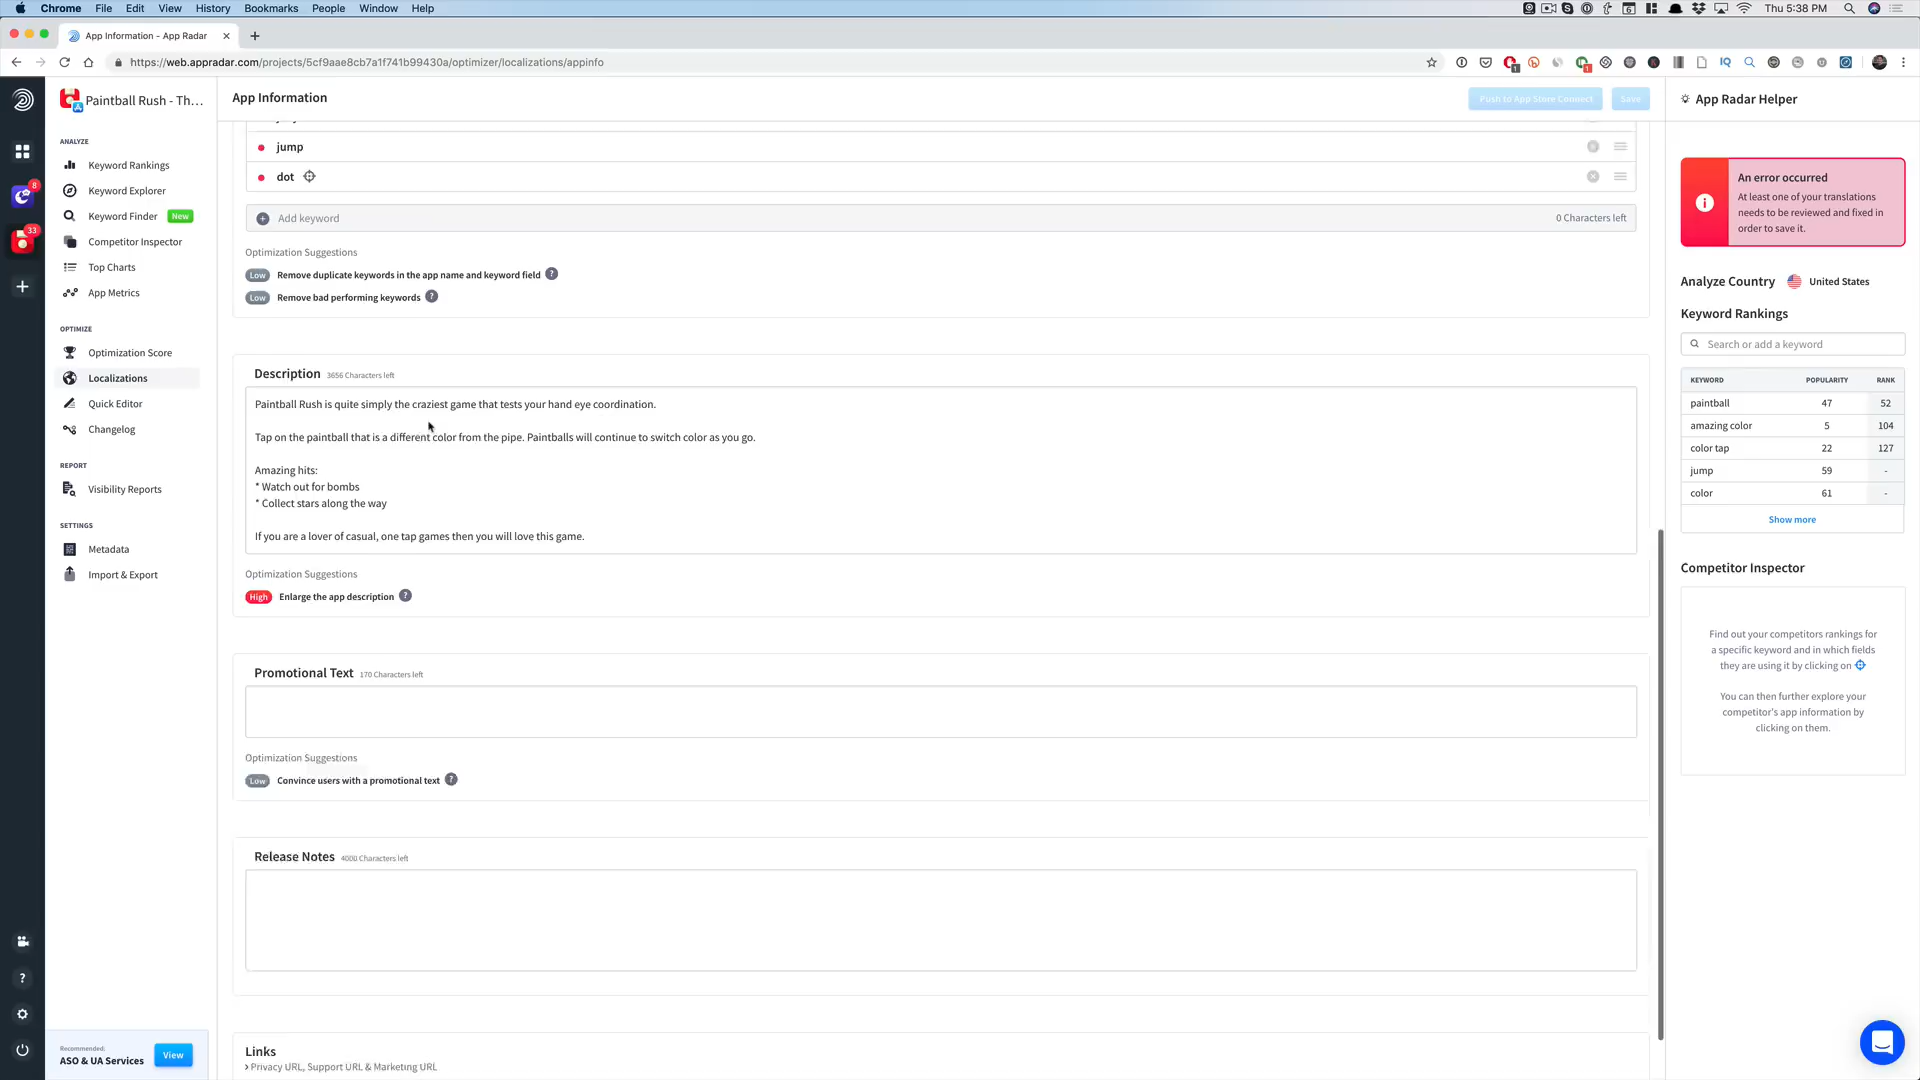 Chrome File Edit View History Bookmarks People Window Help
Thu 5:38 PM
App Information - App Radar
https://web.appradar.com/projects/5cf9aae8cb7a1f741b99430a/optimizer/localizations/appinfo
8
33
Paintball Rush - Th...
ANALYZE
Keyword Rankings
Keyword Explorer
Keyword Finder New
Competitor Inspector
Top Charts
App Metrics
OPTIMIZE
Optimization Score
Localizations
Quick Editor
Changelog
REPORT
Visibility Reports
SETTINGS
Metadata
Import & Export
Recommended:
ASO & UA Services
View
App Information
Push to App Store Connect
Save
jump
dot
Add keyword
0 Characters left
Optimization Suggestions
Low Remove duplicate keywords in the app name and keyword field ?
Low Remove bad performing keywords ?
Description 3656 Characters left
Paintball Rush is quite simply the craziest game that tests your hand eye coordination.
Tap on the paintball that is a different color from the pipe. Paintballs will continue to switch color as you go.
Amazing hits:
* Watch out for bombs
* Collect stars along the way
If you are a lover of casual, one tap games then you will love this game.
Optimization Suggestions
High Enlarge the app description ?
Promotional Text 170 Characters left
Optimization Suggestions
Low Convince users with a promotional text ?
Release Notes 4000 Characters left
Links
Privacy URL, Support URL & Marketing URL
App Radar Helper
An error occurred
At least one of your translations
needs to be reviewed and fixed in
order to save it.
Analyze Country United States
Keyword Rankings
Search or add a keyword
KEYWORD POPULARITY RANK
paintball 47 52
amazing color 5 104
color tap 22 127
jump 59 -
color 61 -
Show more
Competitor Inspector
Find out your competitors rankings for
a specific keyword and in which fields
they are using it by clicking on
You can then further explore your
competitor's app information by
clicking on them.